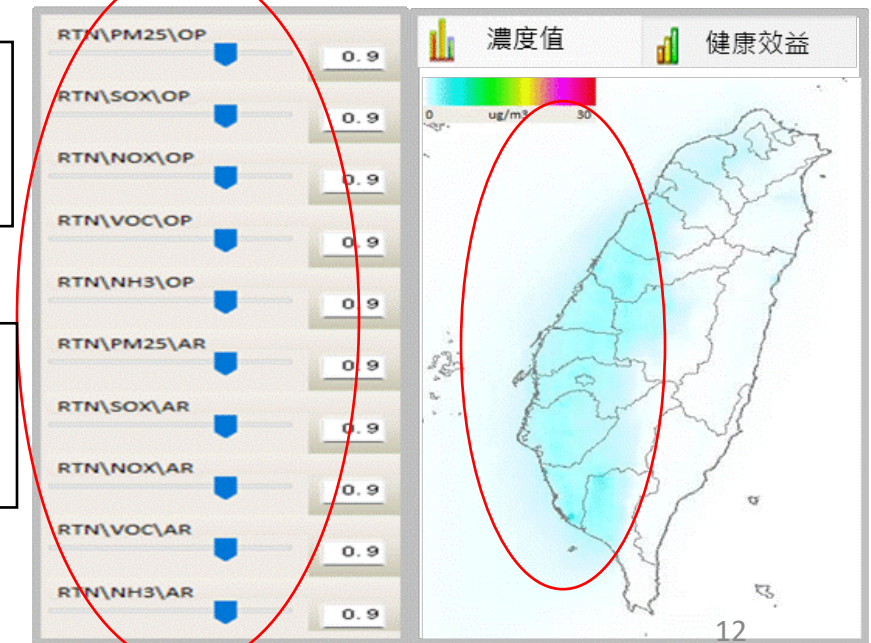 RTN\PM25\OP
0.9
RTN\SOX\OP
0.9
RTN\NOX\OP
0.9
RTN\VOC\OP
0.9
RTN\NH3\OP
0.9
RTN\PM25\AR
0.9
RTN\SOX\AR
0.9
RTN\NOX\AR
0.9
RTN\VOC\AR
0.9
RTN\NH3\AR
0.9
濃度值
健康效益
0 ug/m3 30
12